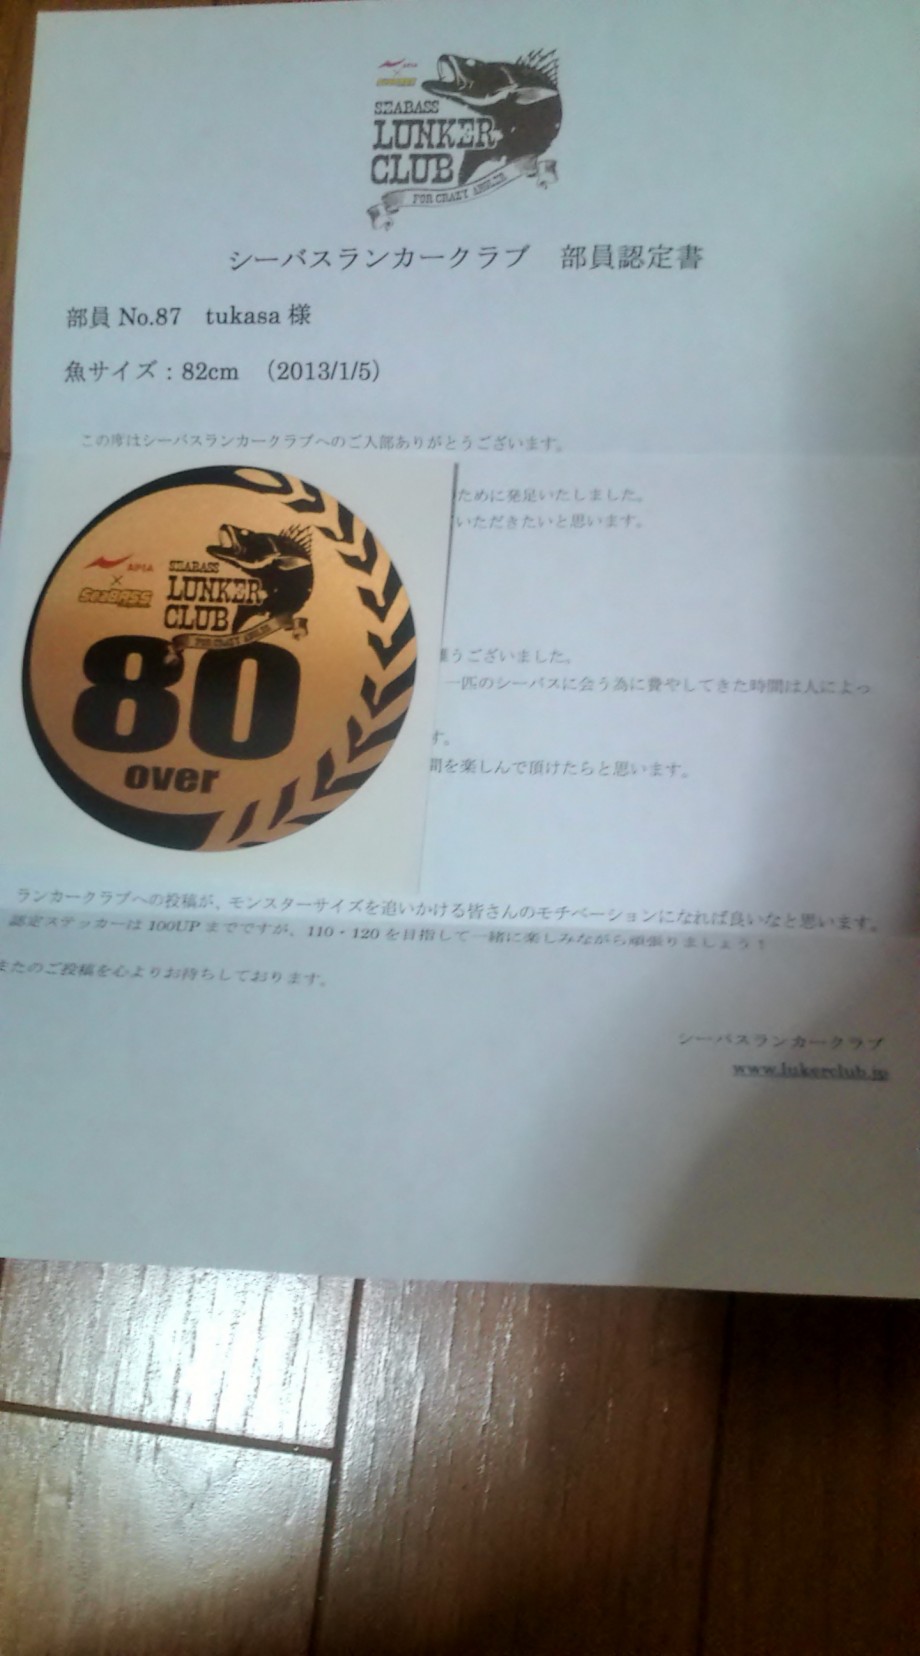 APIA
×
SeaBASS
SEABASS
LUNKER
CLUB
FOR CRAZY ANGLER
シーバスランカークラブ 部員認定書
部員 No.87 tukasa 様
魚サイズ：82cm （2013/1/5）
この度はシーバスランカークラブへのご入部ありがとうございます。
ために発足いたしました。
いただきたいと思います。
うございました。
一匹のシーバスに会う為に費やしてきた時間は人によっ
す。
間を楽しんで頂けたらと思います。
APIA
×
SeaBASS
SEABASS
LUNKER
CLUB
FOR CRAZY ANGLER
80
over
ランカークラブへの投稿が、モンスターサイズを追いかける皆さんのモチベーションになれば良いなと思います。
認定ステッカーは 100UP までですが、110・120 を目指して一緒に楽しみながら頑張りましょう！
またのご投稿を心よりお待ちしております。
シーバスランカークラブ
www.lukerclub.jp